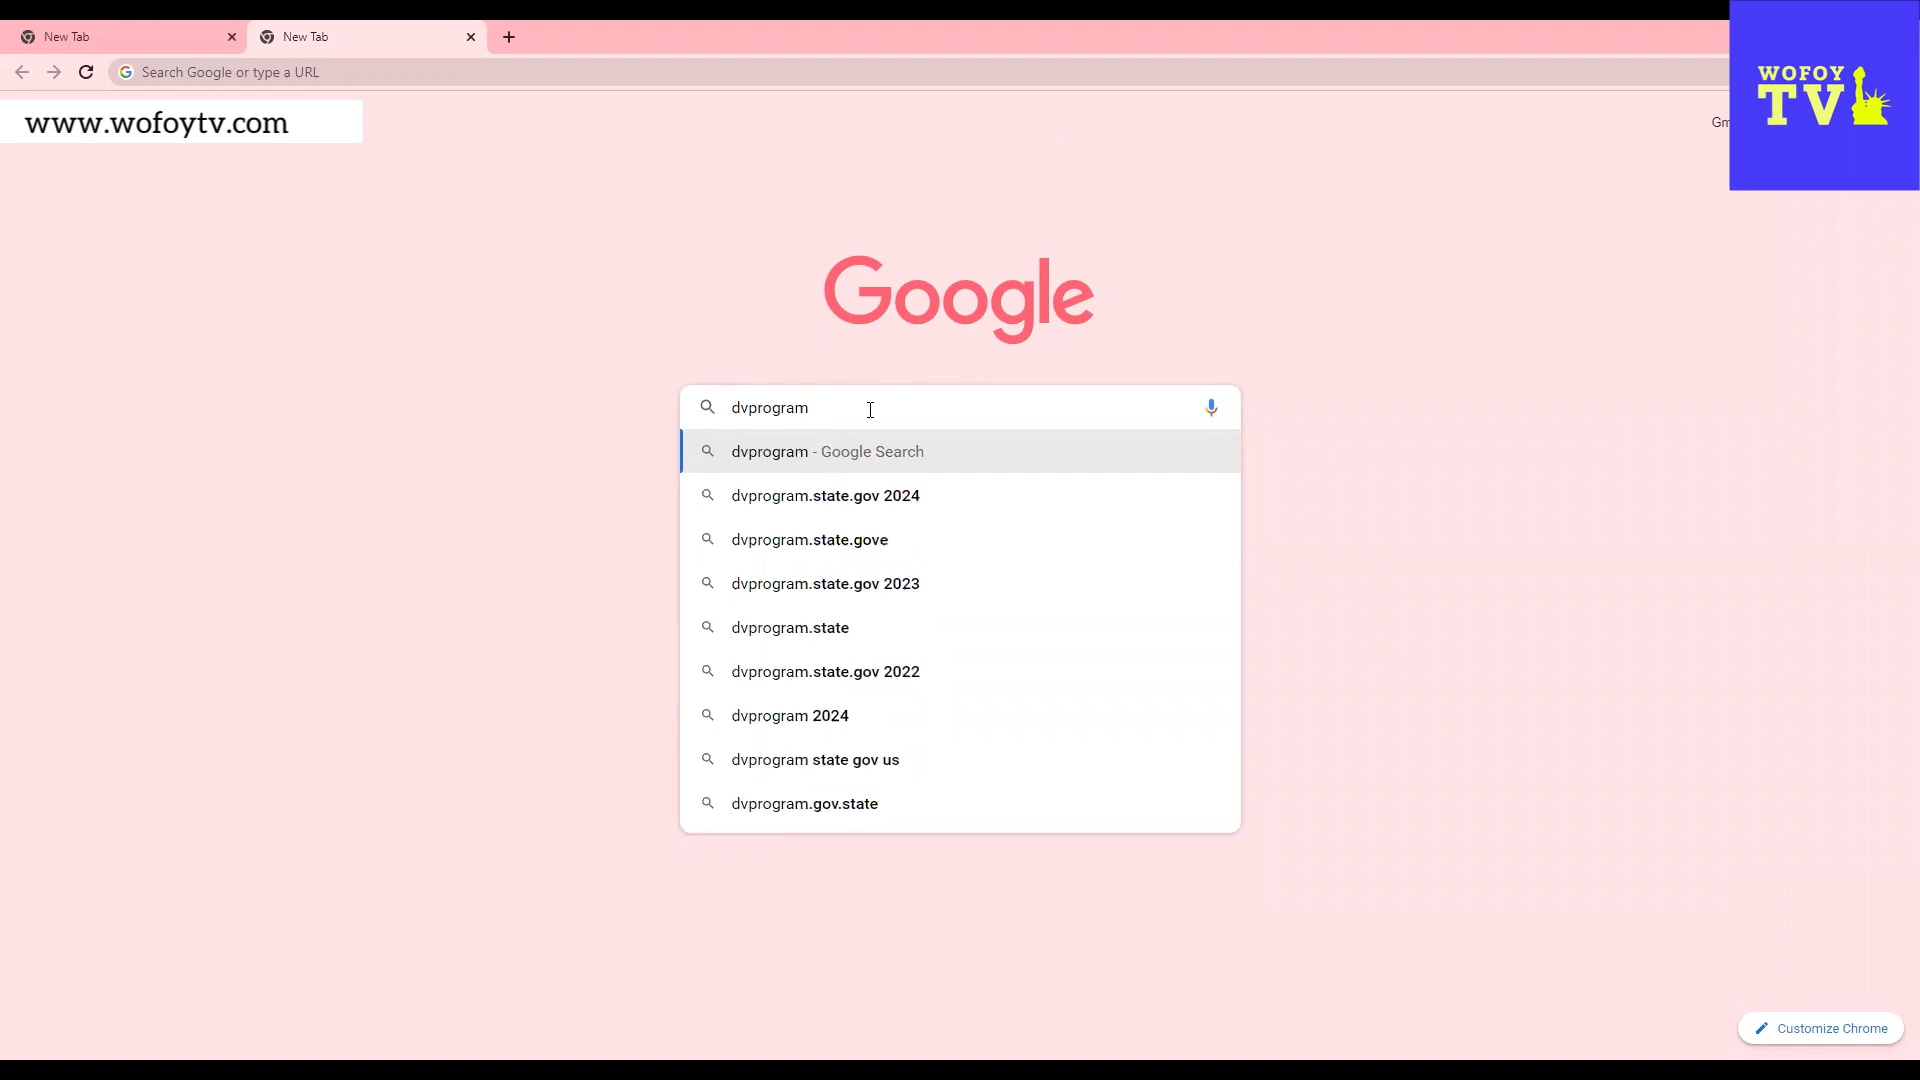 New Tab
New Tab
Search Google or type a URL
www.wofoytv.com
WOFOY
TV
Google
dvprogram
dvprogram - Google Search
dvprogram.state.gov 2024
dvprogram.state.gove
dvprogram.state.gov 2023
dvprogram.state
dvprogram.state.gov 2022
dvprogram 2024
dvprogram state gov us
dvprogram.gov.state
Customize Chrome